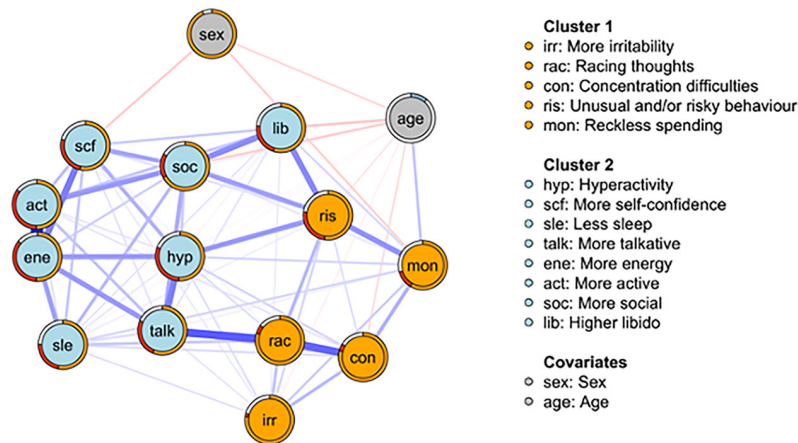 sex
age
lib
scf
soc
act
ris
ene
hyp
mon
talk
sle
rac
con
irr
Cluster 1
irr: More irritability
rac: Racing thoughts
con: Concentration difficulties
ris: Unusual and/or risky behaviour
mon: Reckless spending
Cluster 2
hyp: Hyperactivity
scf: More self-confidence
sle: Less sleep
talk: More talkative
ene: More energy
act: More active
soc: More social
lib: Higher libido
Covariates
sex: Sex
age: Age